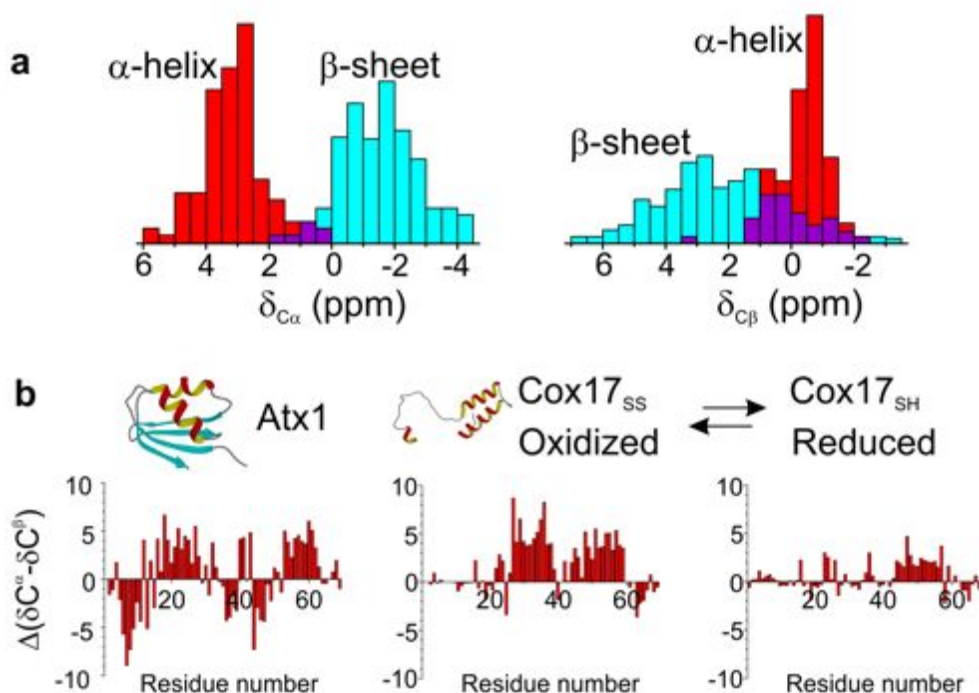 a
α-helix
β-sheet
6 4 2 0 -2 -4
δCα (ppm)
α-helix
β-sheet
6 4 2 0 -2
δCβ (ppm)
b
Atx1
Cox17SS
Oxidized
Cox17SH
Reduced
Δ(δCα-δCβ)
10
5
0
-5
-10
20 40 60
Residue number
10
5
0
-5
-10
20 40 60
Residue number
10
5
0
-5
-10
20 40 60
Residue number